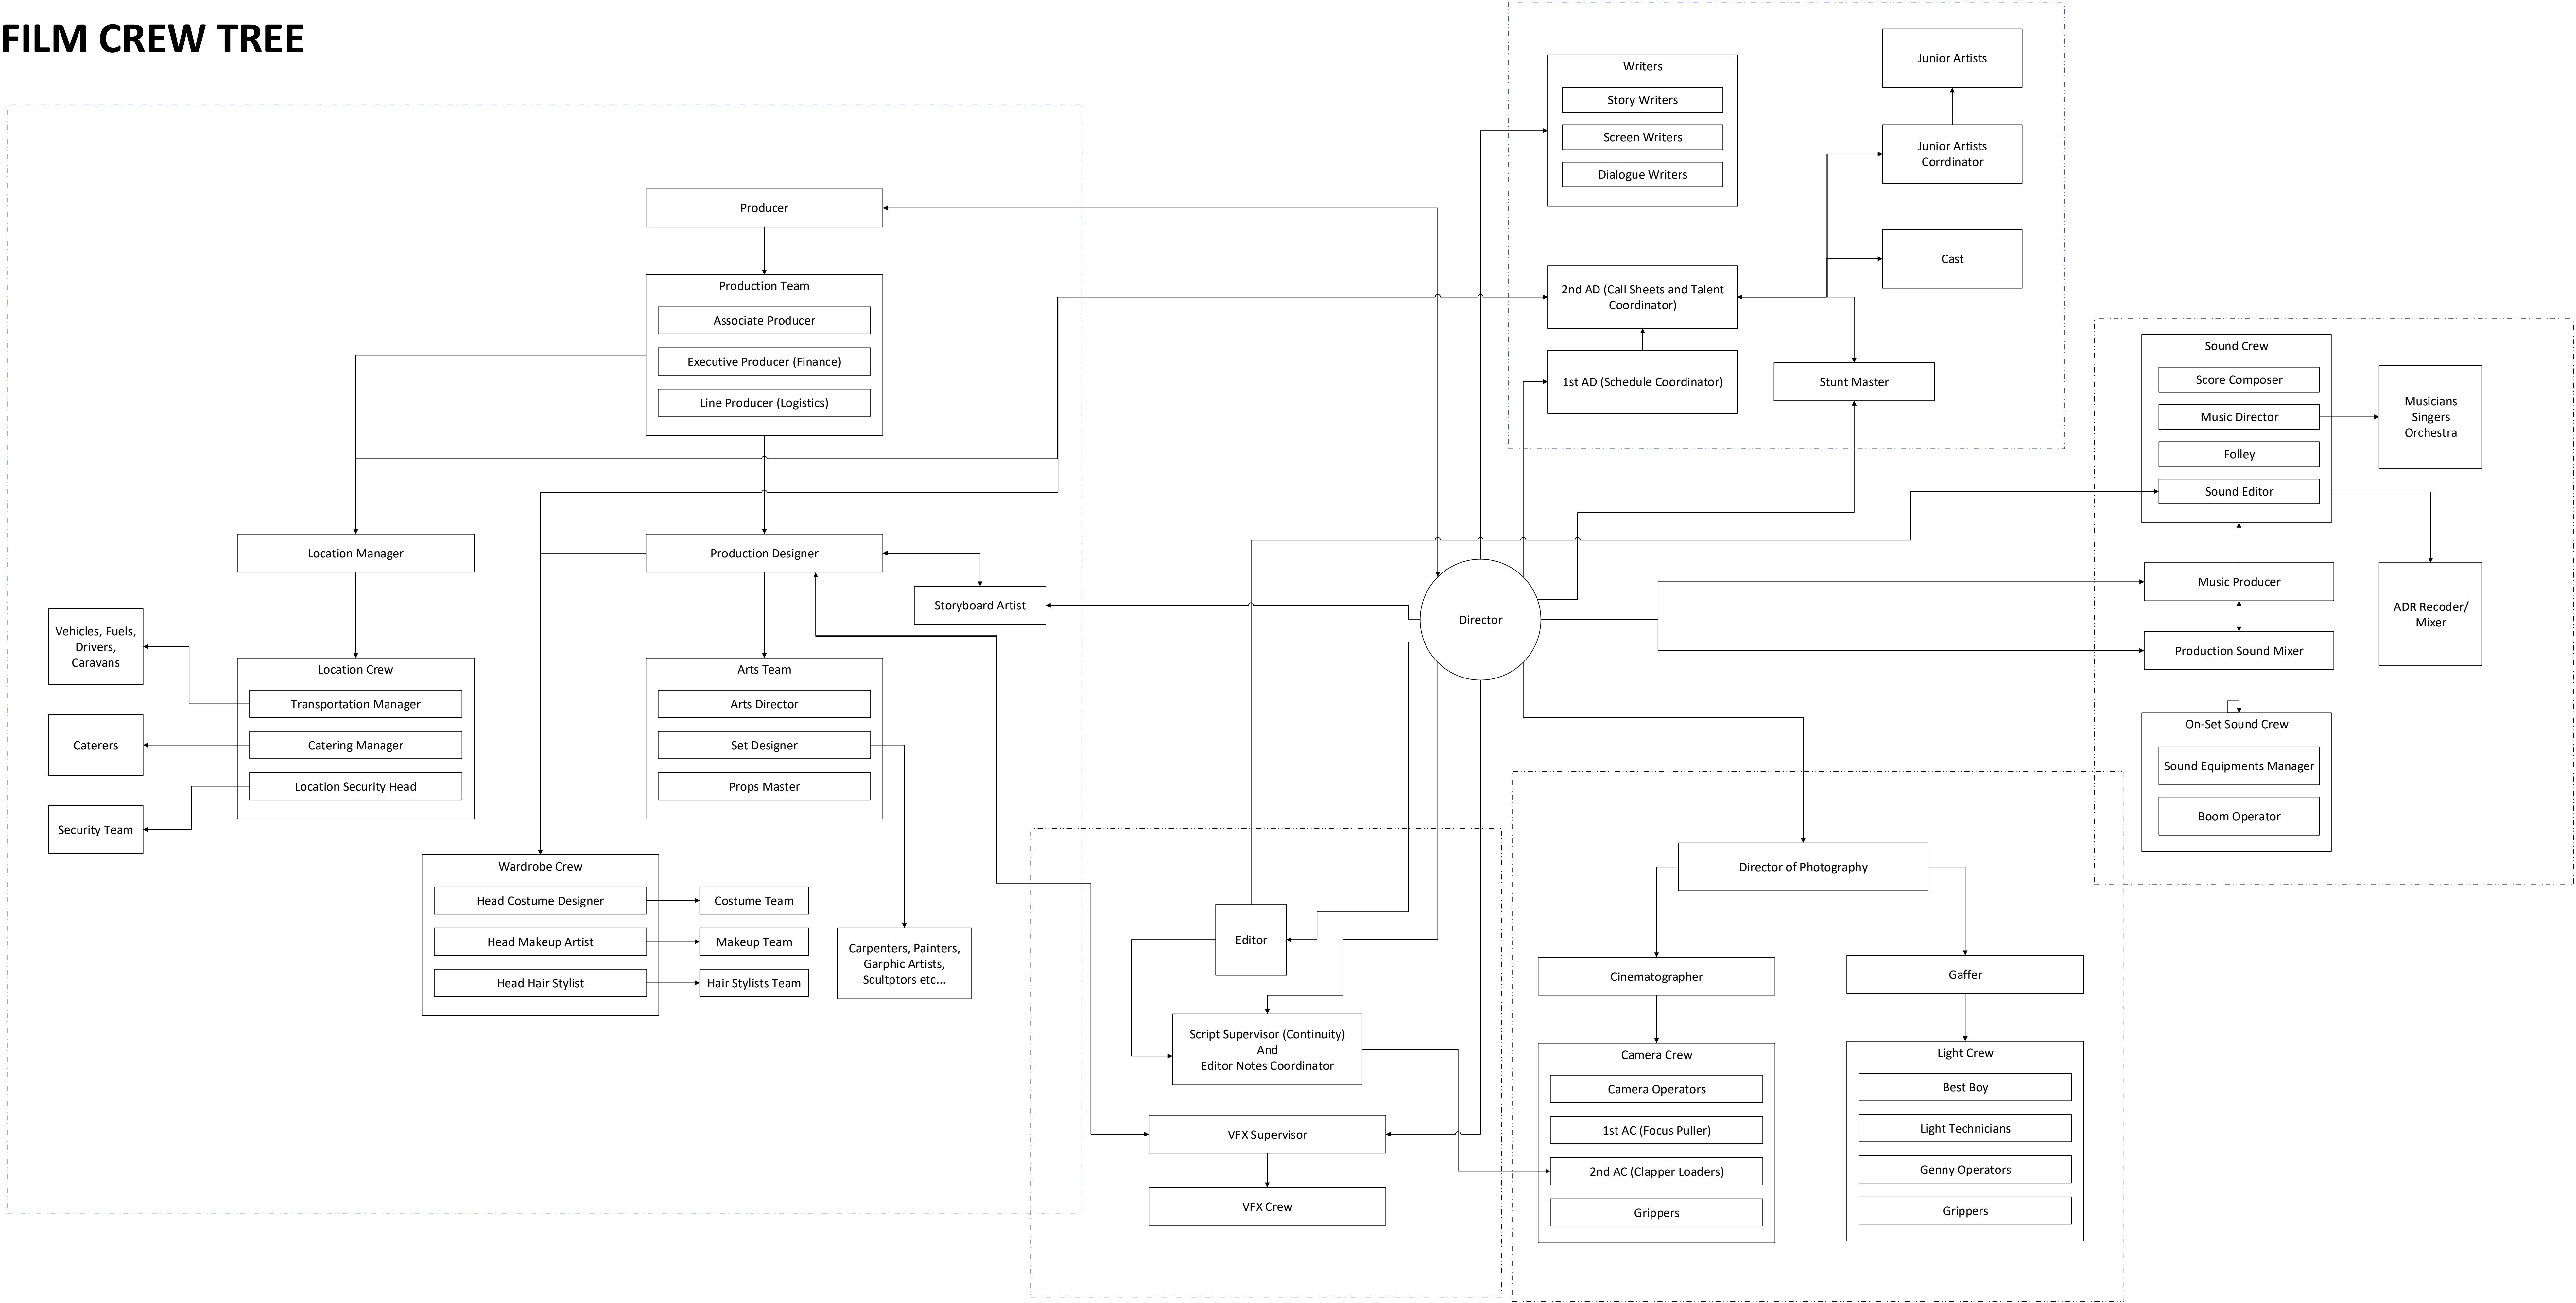 FILM CREW TREE
Producer
Production Team
Associate Producer
Executive Producer (Finance)
Line Producer (Logistics)
Location Manager
Production Designer
Storyboard Artist
Vehicles, Fuels,
Drivers,
Caravans
Caterers
Security Team
Location Crew
Transportation Manager
Catering Manager
Location Security Head
Arts Team
Arts Director
Set Designer
Props Master
Wardrobe Crew
Head Costume Designer
Head Makeup Artist
Head Hair Stylist
Costume Team
Makeup Team
Hair Stylists Team
Carpenters, Painters,
Garphic Artists,
Scultptors etc...
Writers
Story Writers
Screen Writers
Dialogue Writers
Junior Artists
Junior Artists
Corrdinator
Cast
2nd AD (Call Sheets and Talent
Coordinator)
1st AD (Schedule Coordinator)
Stunt Master
Director
Sound Crew
Score Composer
Music Director
Folley
Sound Editor
Musicians
Singers
Orchestra
Music Producer
Production Sound Mixer
ADR Recoder/
Mixer
On-Set Sound Crew
Sound Equipments Manager
Boom Operator
Editor
Script Supervisor (Continuity)
And
Editor Notes Coordinator
VFX Supervisor
VFX Crew
Director of Photography
Cinematographer
Gaffer
Camera Crew
Camera Operators
1st AC (Focus Puller)
2nd AC (Clapper Loaders)
Grippers
Light Crew
Best Boy
Light Technicians
Genny Operators
Grippers